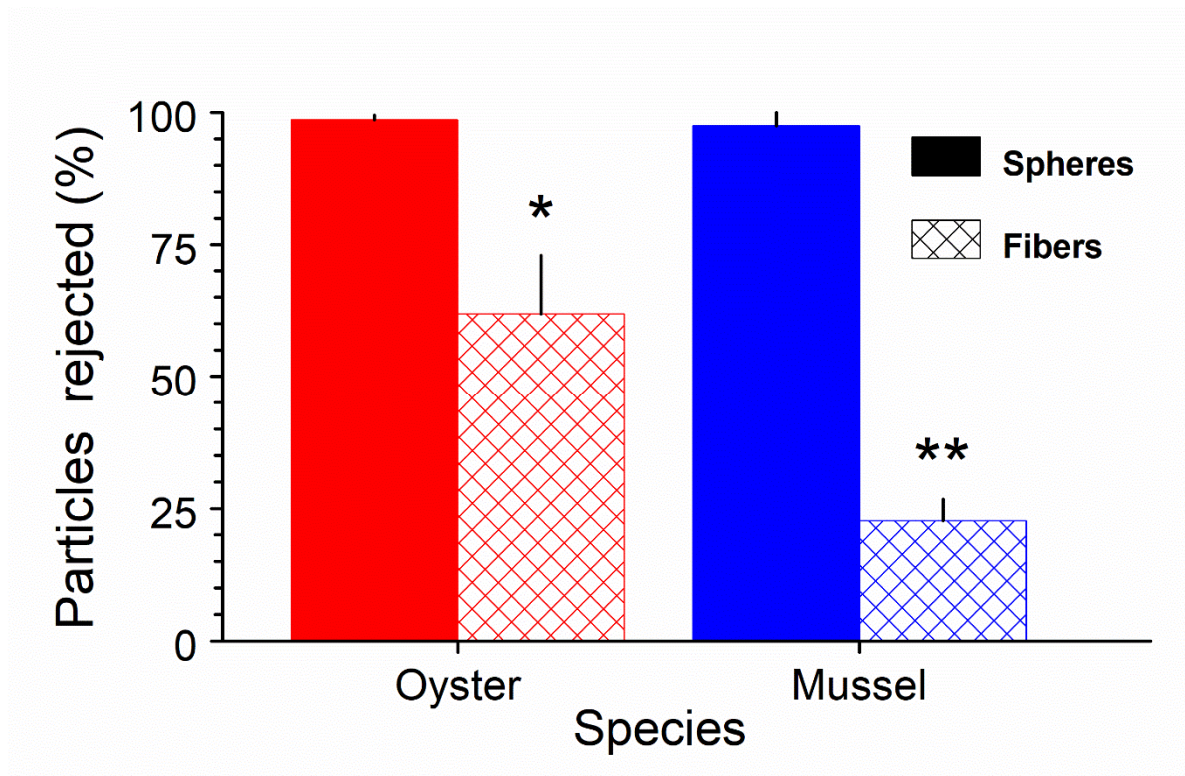 Particles rejected (%)
100
75
50
25
0
*
**
Spheres
Fibers
Oyster
Mussel
Species